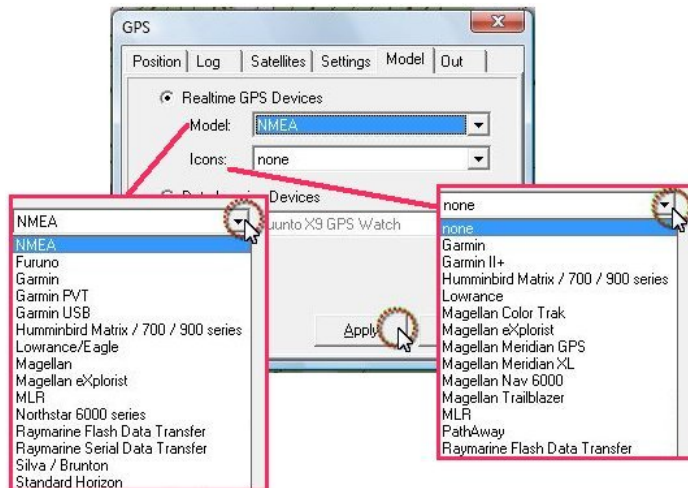 GPS
Position Log Satellites Settings Model Out
Realtime GPS Devices
Model: NMEA
Icons: none
Devices
uunto X9 GPS Watch
Apply
NMEA
NMEA
Furuno
Garmin
Garmin PVT
Garmin USB
Humminbird Matrix / 700 / 900 series
Lowrance/Eagle
Magellan
Magellan eXplorist
MLR
Northstar 6000 series
Raymarine Flash Data Transfer
Raymarine Serial Data Transfer
Silva / Brunton
Standard Horizon
none
none
Garmin
Garmin II+
Humminbird Matrix / 700 / 900 series
Lowrance
Magellan Color Trak
Magellan eXplorist
Magellan Meridian GPS
Magellan Meridian XL
Magellan Nav 6000
Magellan Trailblazer
MLR
PathAway
Raymarine Flash Data Transfer